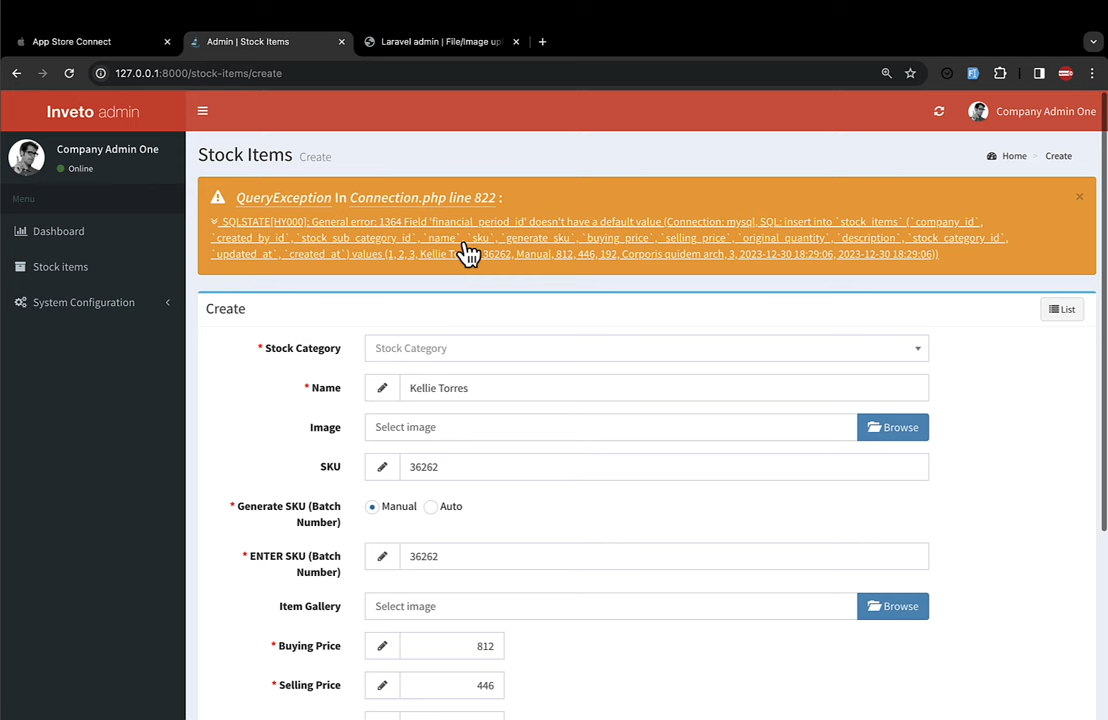 App Store Connect
Admin | Stock Items
Laravel admin | File/Image up
127.0.0.1:8000/stock-items/create
Inveto admin
Company Admin One
Company Admin One
Online
Stock Items Create
Home > Create
Menu
Dashboard
Stock items
System Configuration
QueryException In Connection.php line 822 :
SQLSTATE[HY000]: General error: 1364 Field 'financial_period_id' doesn't have a default value (Connection: mysql, SQL: insert into `stock_items` (`company_id`,
`created_by_id`, `stock_sub_category_id`, `name`, `sku`, `generate_sku`, `buying_price`, `selling_price`, `original_quantity`, `description`, `stock_category_id`,
`updated_at`, `created_at`) values (1, 2, 3, Kellie 36262, Manual, 812, 446, 192, Corporis quidem arch, 3, 2023-12-30 18:29:06, 2023-12-30 18:29:06))
Create
List
* Stock Category Stock Category
* Name Kellie Torres
Image Select image Browse
SKU 36262
* Generate SKU (Batch Number) Manual Auto
* ENTER SKU (Batch Number) 36262
Item Gallery Select image Browse
* Buying Price 812
* Selling Price 446